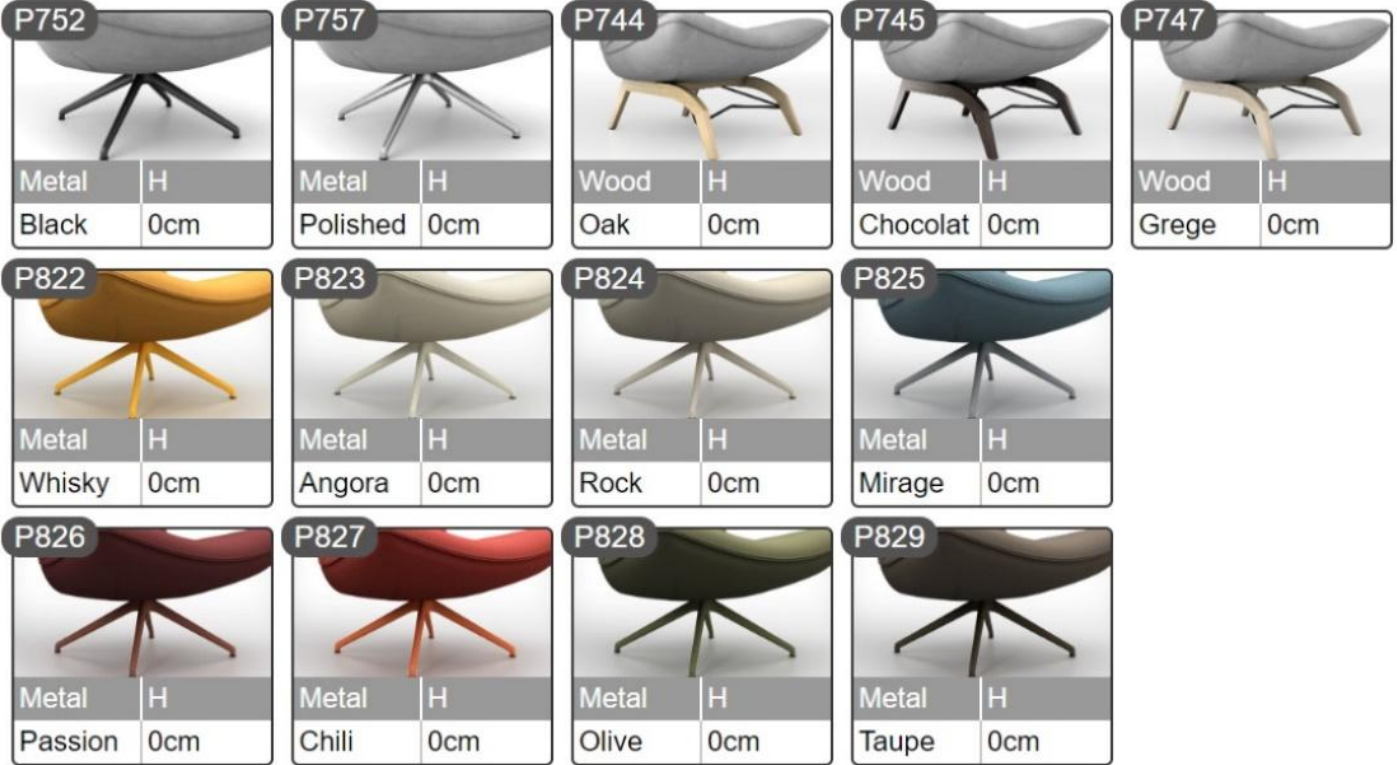 P752 P757 P744 P745 P747
Metal H Metal H Wood H Wood H Wood H
Black 0cm Polished 0cm Oak 0cm Chocolat 0cm Grege 0cm
P822 P823 P824 P825
Metal H Metal H Metal H Metal H
Whisky 0cm Angora 0cm Rock 0cm Mirage 0cm
P826 P827 P828 P829
Metal H Metal H Metal H Metal H
Passion 0cm Chili 0cm Olive 0cm Taupe 0cm